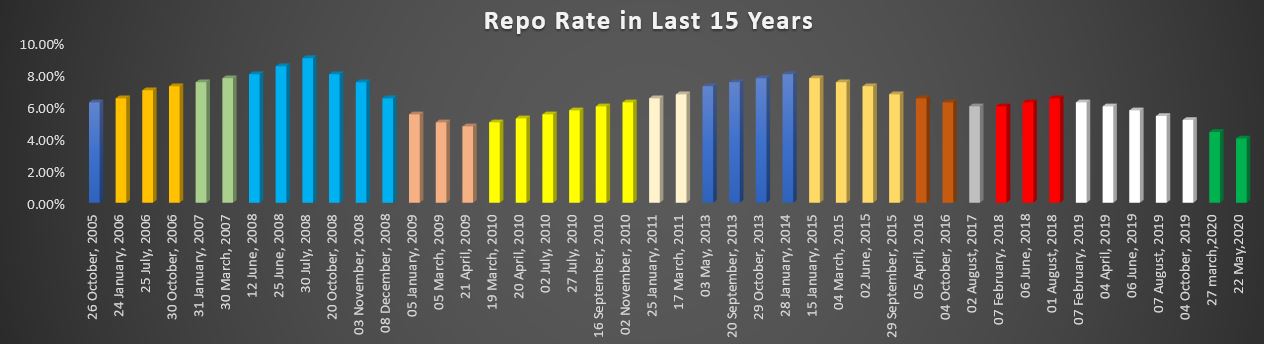 Repo Rate in Last 15 Years
10.00%
8.00%
6.00%
4.00%
2.00%
0.00%
26 October, 2005
24 January, 2006
25 July, 2006
30 October, 2006
31 January, 2007
30 March, 2007
12 June, 2008
25 June, 2008
30 July, 2008
20 October, 2008
03 November, 2008
08 December, 2008
05 January, 2009
05 March, 2009
21 April, 2009
19 March, 2010
20 April, 2010
02 July, 2010
27 July, 2010
16 September, 2010
02 November, 2010
25 January, 2011
17 March, 2011
03 May, 2013
20 September, 2013
29 October, 2013
28 January, 2014
15 January, 2015
04 March, 2015
02 June, 2015
29 September, 2015
05 April, 2016
04 October, 2016
02 August, 2017
07 February, 2018
06 June, 2018
01 August, 2018
07 February, 2019
04 April, 2019
06 June, 2019
07 August, 2019
04 October, 2019
27 march,2020
22 May,2020